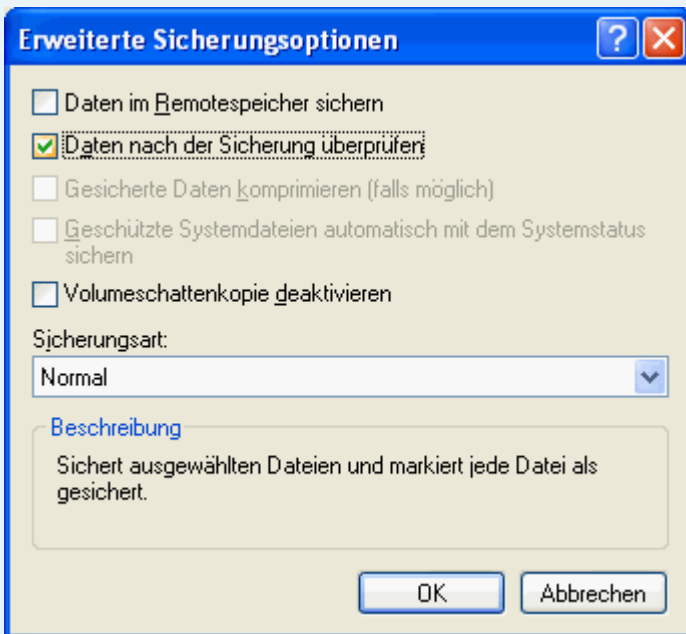 Erweiterte Sicherungsoptionen
Daten im Remotespeicher sichern
Daten nach der Sicherung überprüfen
Gesicherte Daten komprimieren (falls möglich)
Geschützte Systemdateien automatisch mit dem Systemstatus
sichern
Volumeschattenkopie deaktivieren
Sicherungsart:
Normal
Beschreibung
Sichert ausgewählten Dateien und markiert jede Datei als
gesichert.
OK Abbrechen